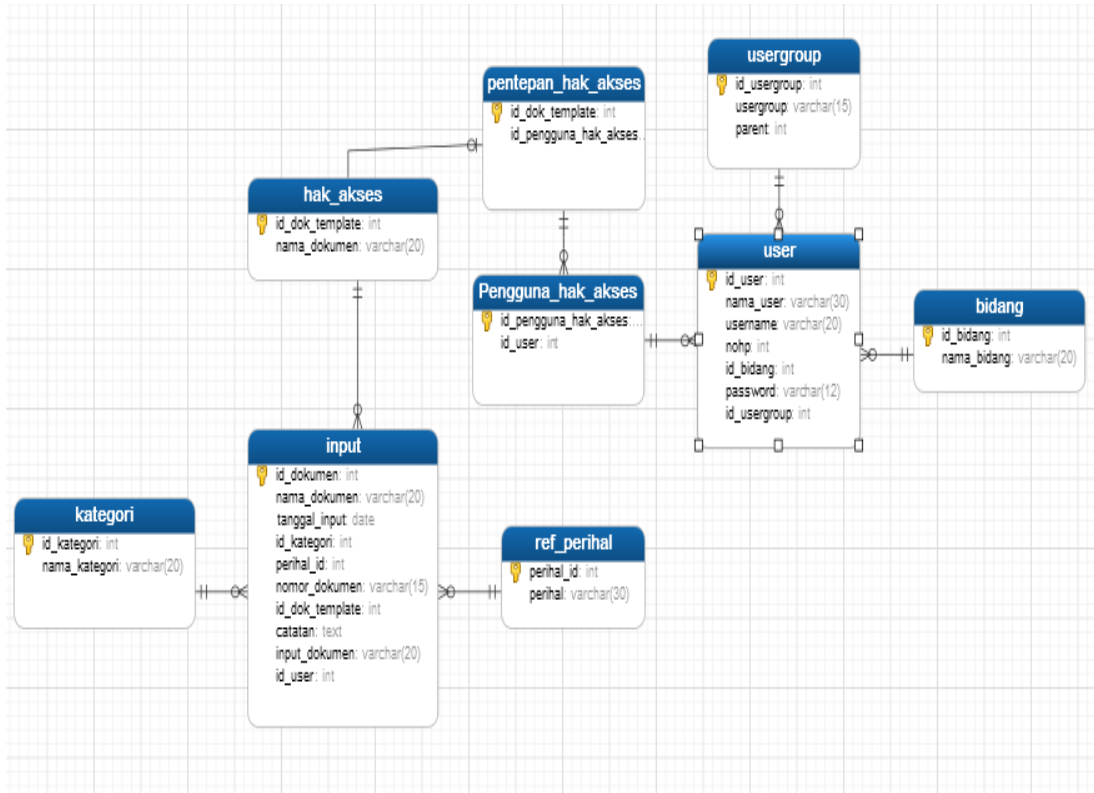 usergroup
id_usergroup: int
usergroup: varchar(15)
parent: int
pentepan_hak_akses
id_dok_template: int
id_pengguna_hak_akses:..
hak_akses
id_dok_template: int
nama_dokumen: varchar(20)
user
id_user: int
nama_user: varchar(30)
username: varchar(20)
nohp: int
id_bidang: int
password: varchar(12)
id_usergroup: int
Pengguna_hak_akses
id_pengguna_hak_akses:...
id_user: int
bidang
id_bidang: int
nama_bidang: varchar(20)
input
id_dokumen: int
nama_dokumen: varchar(20)
tanggal_input: date
id_kategori: int
perihal_id: int
nomor_dokumen: varchar(15)
id_dok_template: int
catatan: text
input_dokumen: varchar(20)
id_user: int
kategori
id_kategori: int
nama_kategori: varchar(20)
ref_perihal
perihal_id: int
perihal: varchar(30)